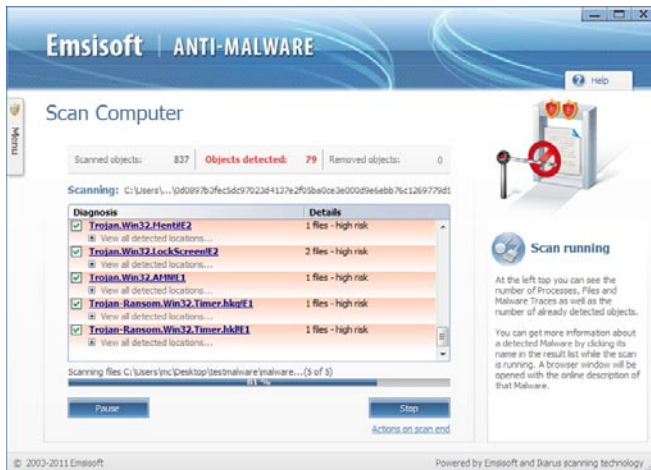 Emsisoft | ANTI-MALWARE
Help
Menu
Scan Computer
Scanned objects: 837 Objects detected: 79 Removed objects: 0
Scanning: C:\Users\...\
Diagnosis Details
Trojan.Win32.Menti!E2 1 files - high risk
View all detected locations...
Trojan.Win32.LockScreen!E2 2 files - high risk
View all detected locations...
Trojan.Win32.AMN!E1 1 files - high risk
View all detected locations...
Trojan-Ransom.Win32.Timer.hkq!E1 1 files - high risk
View all detected locations...
Trojan-Ransom.Win32.Timer.hkl!E1 1 files - high risk
View all detected locations...
Scanning files C:\Users\mc\Desktop\testmalware\malware...(5 of 5)
81 %
Pause Stop
Actions on scan end
Scan running
At the left top you can see the
number of Processes, Files and
Malware Traces as well as the
number of already detected objects.
You can get more information about
a detected Malware by clicking its
name in the result list while the scan
is running. A browser window will be
opened with the online description of
that Malware.
© 2003-2011 Emsisoft Powered by Emsisoft and Ikarus scanning technology